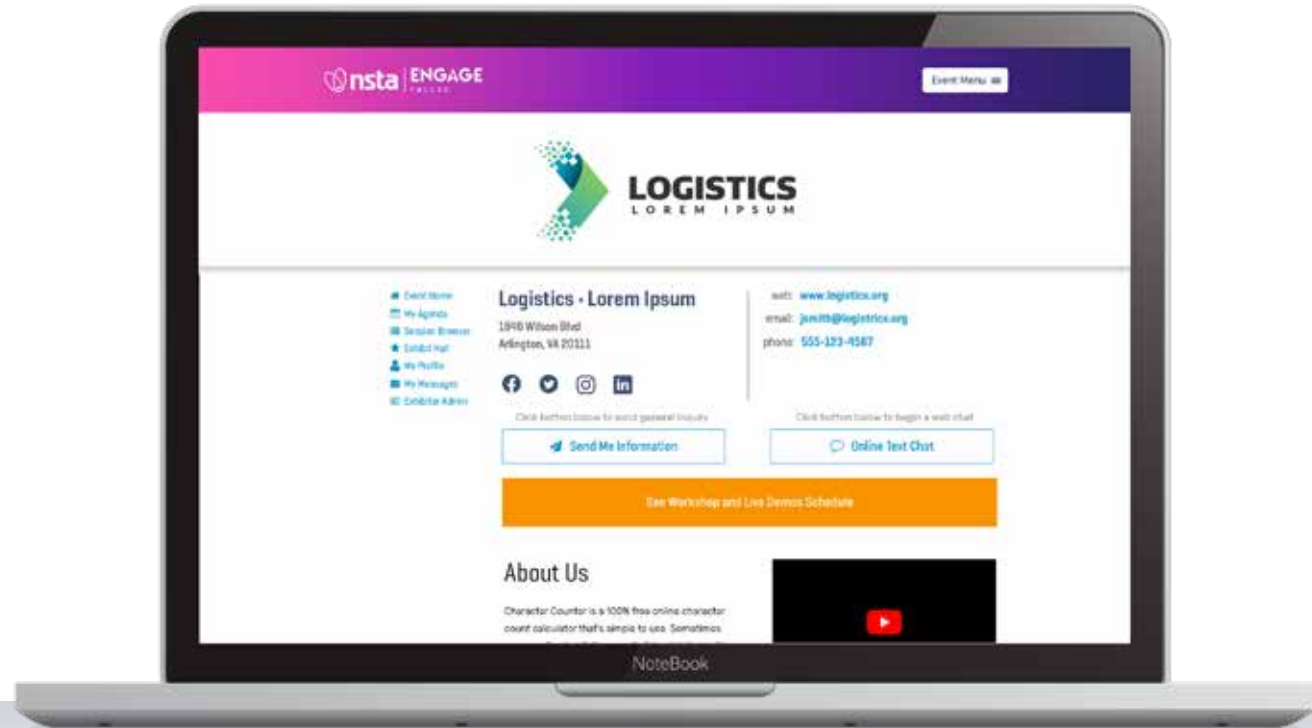 nsta | ENGAGE
Event Menu
LOGISTICS
LOREM IPSUM
Event Home
My Agenda
Session Browser
Exhibit Hall
My Profile
My Messages
Exhibitor Admin
Logistics - Lorem Ipsum
1840 Wilson Blvd
Arlington, VA 20111
web: www.logistics.org
email: jsmith@logistrics.org
phone: 555-123-4567
Click button below to send general inquiry
Send Me Information
Click button below to begin a web chat
Online Text Chat
See Workshop and Live Demos Schedule
About Us
Character Counter is a 100% free online character
count calculator that's simple to use. Sometimes
NoteBook